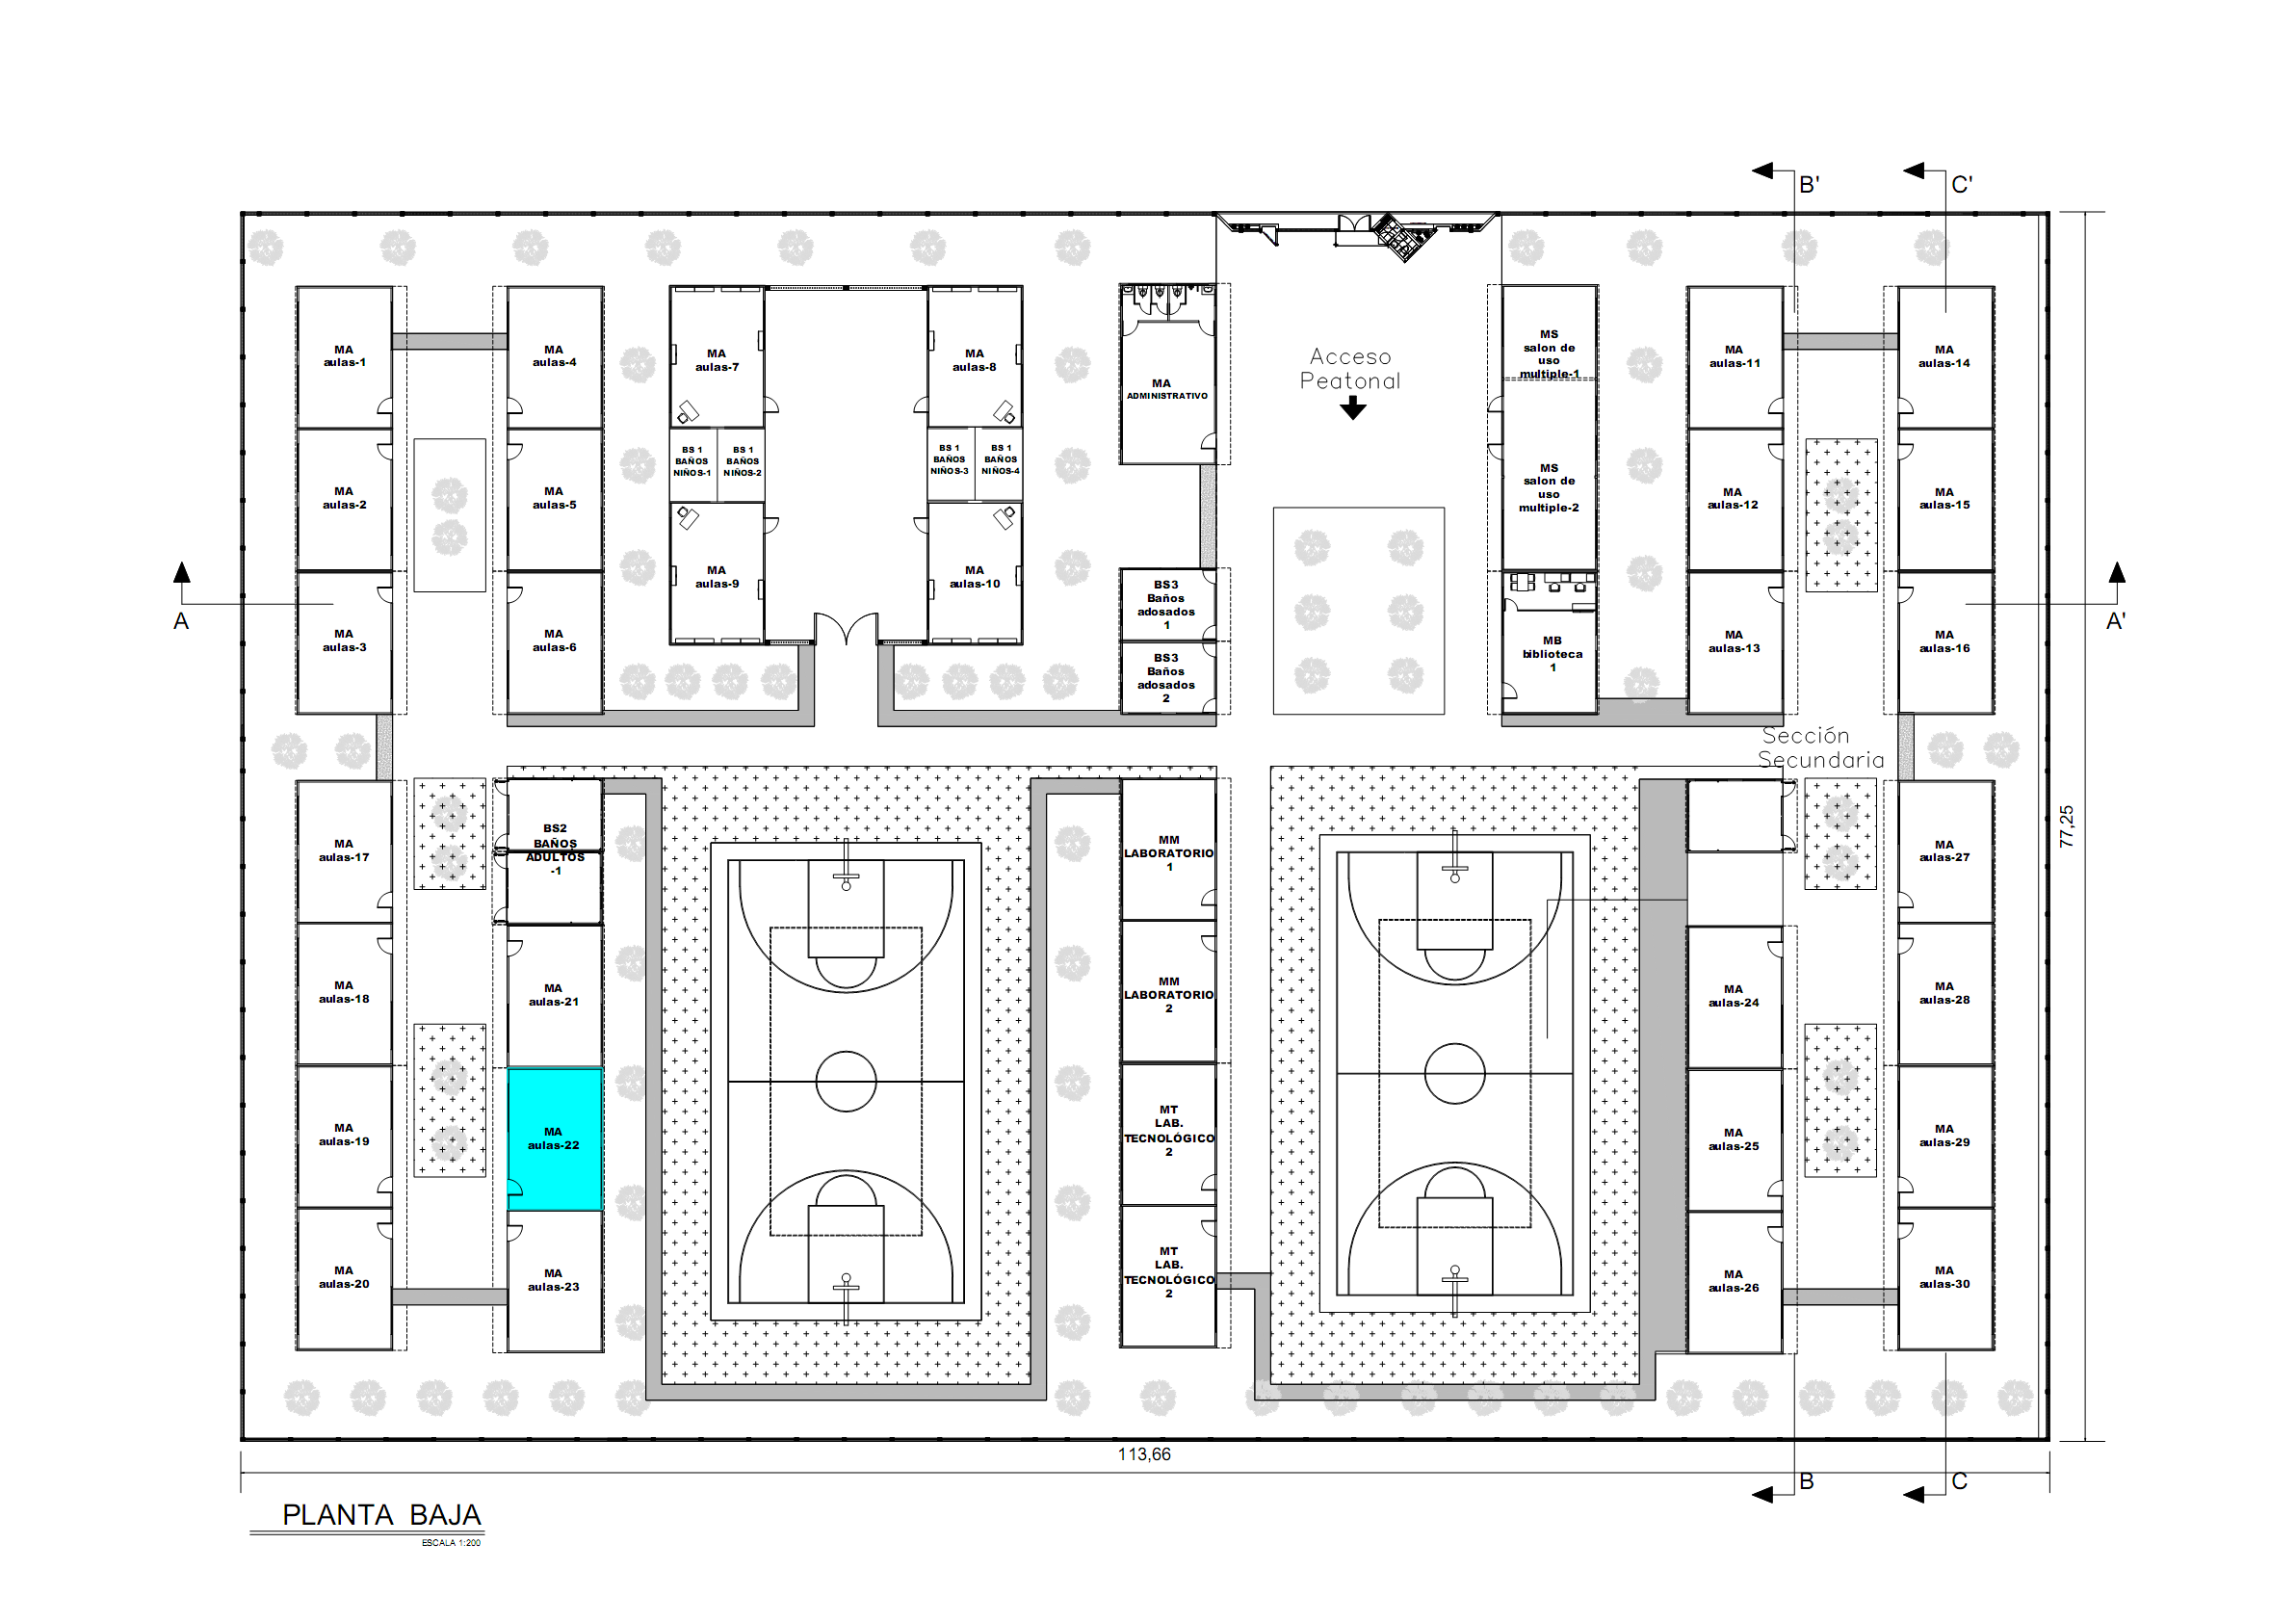 B'
C'
MA
aulas-1
MA
aulas-4
MA
aulas-7
MA
aulas-8
MA
ADMINISTRATIVO
Acceso
Peatonal
MS
salon de
uso
multiple-1
MA
aulas-11
MA
aulas-14
MA
aulas-2
MA
aulas-5
BS 1
BAÑOS
NIÑOS-1
BS 1
BAÑOS
NIÑOS-2
BS 1
BAÑOS
NIÑOS-3
BS 1
BAÑOS
NIÑOS-4
MS
salon de
uso
multiple-2
MA
aulas-12
MA
aulas-15
A
MA
aulas-3
MA
aulas-6
MA
aulas-9
MA
aulas-10
BS3
Baños
adosados
1
BS3
Baños
adosados
2
MB
biblioteca
1
MA
aulas-13
MA
aulas-16
A'
Sección
Secundaria
MA
aulas-17
BS2
BAÑOS
ADULTOS
-1
MM
LABORATORIO
1
MA
aulas-27
77,25
MA
aulas-18
MA
aulas-21
MM
LABORATORIO
2
MA
aulas-24
MA
aulas-28
MA
aulas-19
MA
aulas-22
MT
LAB.
TECNOLÓGICO
2
MA
aulas-25
MA
aulas-29
MA
aulas-20
MA
aulas-23
MT
LAB.
TECNOLÓGICO
2
MA
aulas-26
MA
aulas-30
113,66
B
C
PLANTA BAJA
ESCALA 1:200